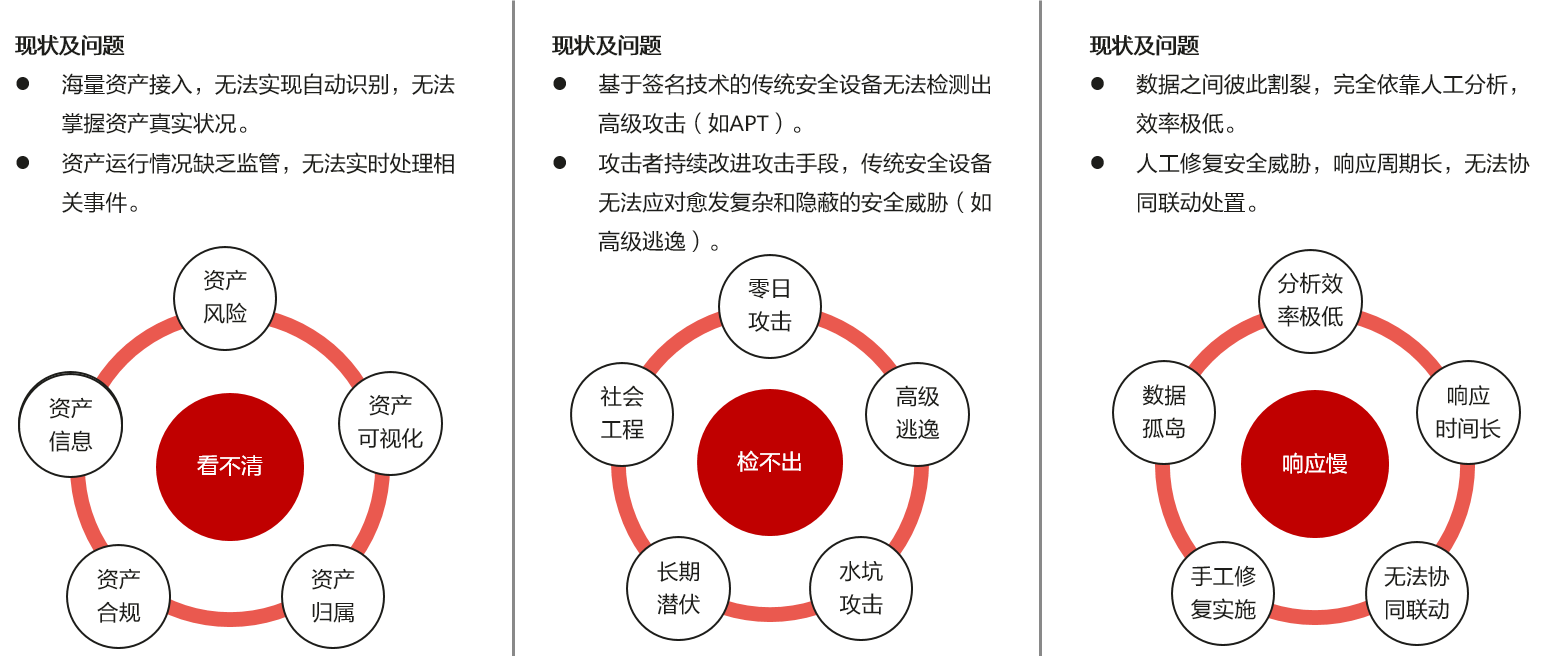 现状及问题
● 海量资产接入，无法实现自动识别，无法
掌握资产真实状况。
● 资产运行情况缺乏监管，无法实时处理相
关事件。
资产
风险
资产
信息
资产
可视化
看不清
资产
合规
资产
归属
现状及问题
● 基于签名技术的传统安全设备无法检测出
高级攻击（如APT）。
● 攻击者持续改进攻击手段，传统安全设备
无法应对愈发复杂和隐蔽的安全威胁（如
高级逃逸）。
零日
攻击
社会
工程
高级
逃逸
检不出
长期
潜伏
水坑
攻击
现状及问题
● 数据之间彼此割裂，完全依靠人工分析，
效率极低。
● 人工修复安全威胁，响应周期长，无法协
同联动处置。
分析效
率极低
数据
孤岛
响应
时间长
响应慢
手工修
复实施
无法协
同联动